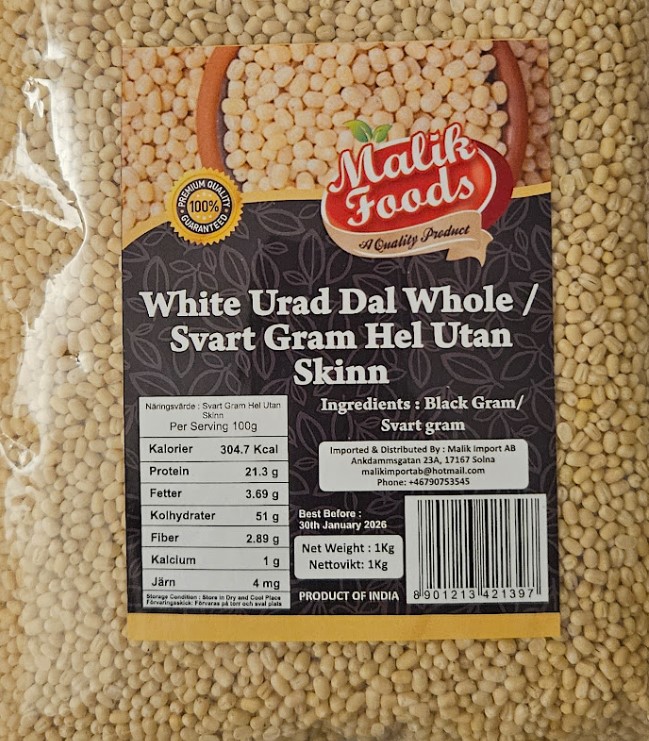 PREMIUM QUALITY
100%
GUARANTEED
Malik
Foods
A Quality Product
White Urad Dal Whole /
Svart Gram Hel Utan
Skinn
Näringsvärde : Svart Gram Hel Utan
Skinn
Per Serving 100g
Kalorier 304.7 Kcal
Protein 21.3 g
Fetter 3.69 g
Kolhydrater 51 g
Fiber 2.89 g
Kalcium 1 g
Järn 4 mg
Storage Condition : Store in Dry and Cool Place
Förvaringsskick: Förvaras på torr och sval plats
Ingredients : Black Gram/
Svart gram
Imported & Distributed By : Malik Import AB
Ankdammsgatan 23A, 17167 Solna
malikimportab@hotmail.com
Phone: +46790753545
Best Before :
30th January 2026
Net Weight : 1Kg
Nettovikt: 1Kg
PRODUCT OF INDIA
8 901213 421397